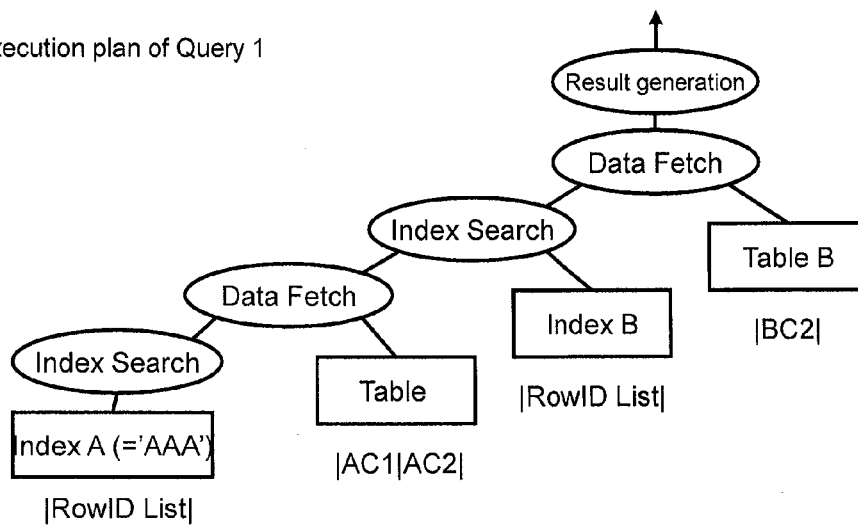 xecution plan of Query 1
Result generation
Data Fetch
Index Search
Table B
Data Fetch
Index B
|BC2|
Index Search
Table
|RowID List|
Index A (='AAA')
|AC1|AC2|
|RowID List|